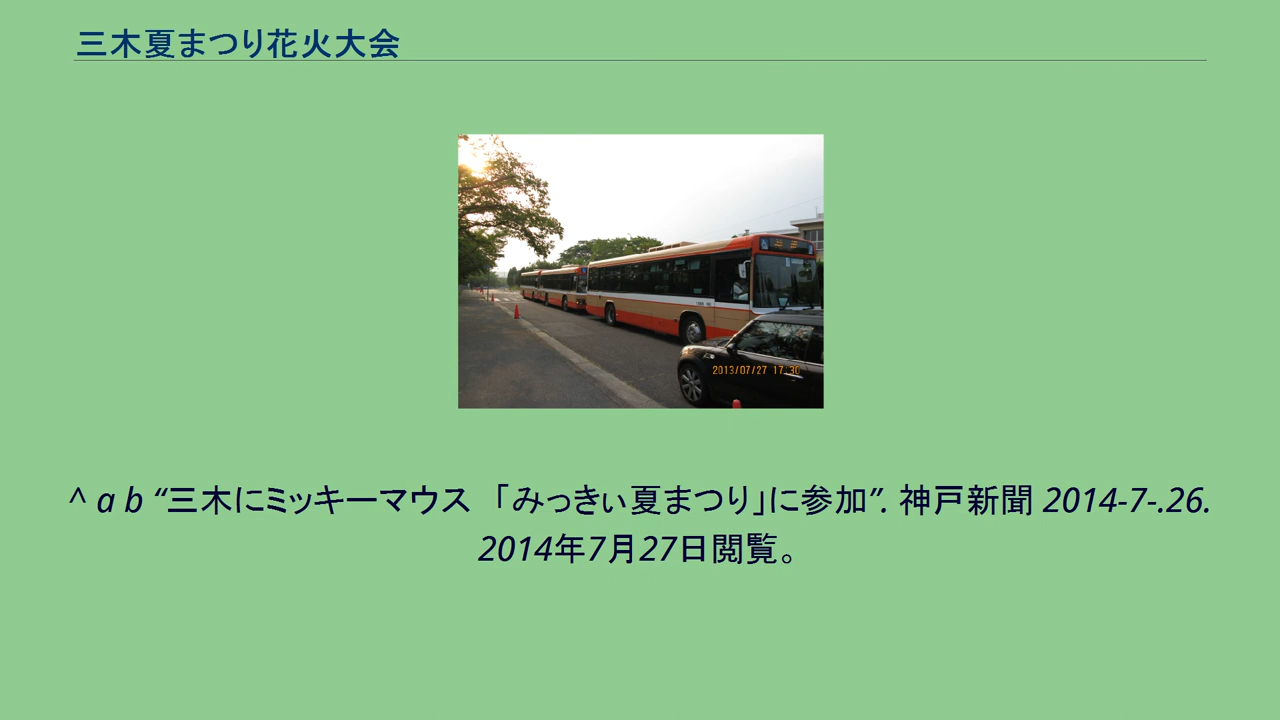 三木夏まつり花火大会
2013/07/27 17:30
^ a b “三木にミッキーマウス 「みっきぃ夏まつり」に参加”. 神戸新聞 2014-7-.26.
2014年7月27日閲覧。